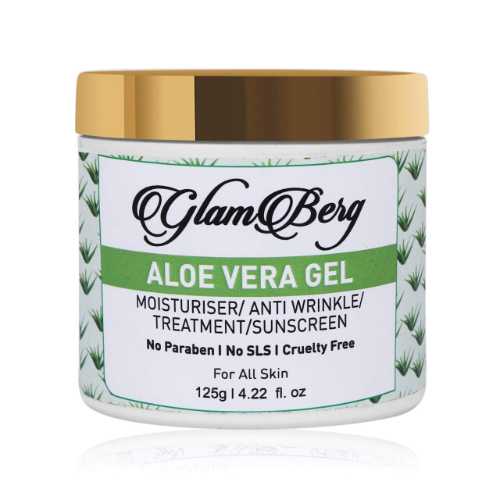 GlamBerg
ALOE VERA GEL
MOISTURISER/ ANTI WRINKLE/
TREATMENT/SUNSCREEN
No Paraben I No SLS I Cruelty Free
For All Skin
125g I 4.22 fl. oz